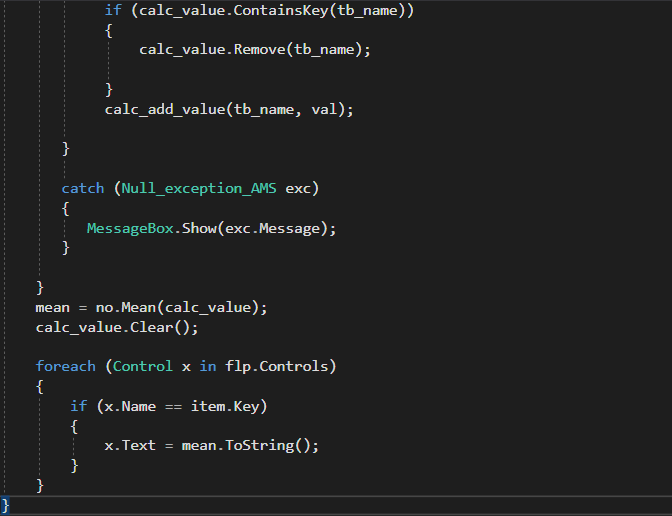 if (calc_value.ContainsKey(tb_name))
{
calc_value.Remove(tb_name);
}
calc_add_value(tb_name, val);
}
catch (Null_exception_AMS exc)
{
MessageBox.Show(exc.Message);
}
}
mean = no.Mean(calc_value);
calc_value.Clear();
foreach (Control x in flp.Controls)
{
if (x.Name == item.Key)
{
x.Text = mean.ToString();
}
}
}